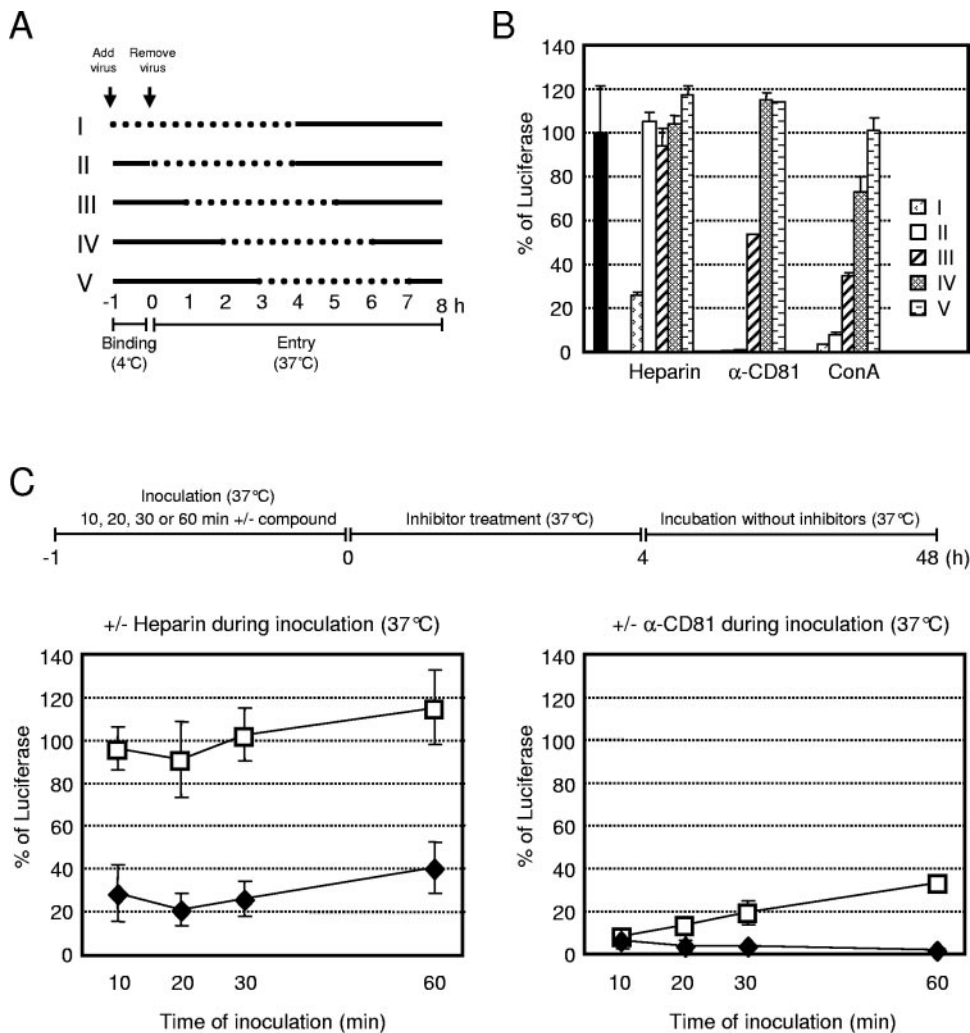 A
Add virus
Remove virus
I
II
III
IV
V
-1 0 1 2 3 4 5 6 7 8 h
Binding (4°C)
Entry (37°C)
B
% of Luciferase
140
120
100
80
60
40
20
0
Heparin α-CD81 ConA
I
II
III
IV
V
C
Inoculation (37°C)
10, 20, 30 or 60 min +/- compound
Inhibitor treatment (37°C)
Incubation without inhibitors (37°C)
-1 0 4 48 (h)
+/- Heparin during inoculation (37°C)
% of Luciferase
140
120
100
80
60
40
20
0
10 20 30 60
Time of inoculation (min)
+/- α-CD81 during inoculation (37°C)
% of Luciferase
140
120
100
80
60
40
20
0
10 20 30 60
Time of inoculation (min)